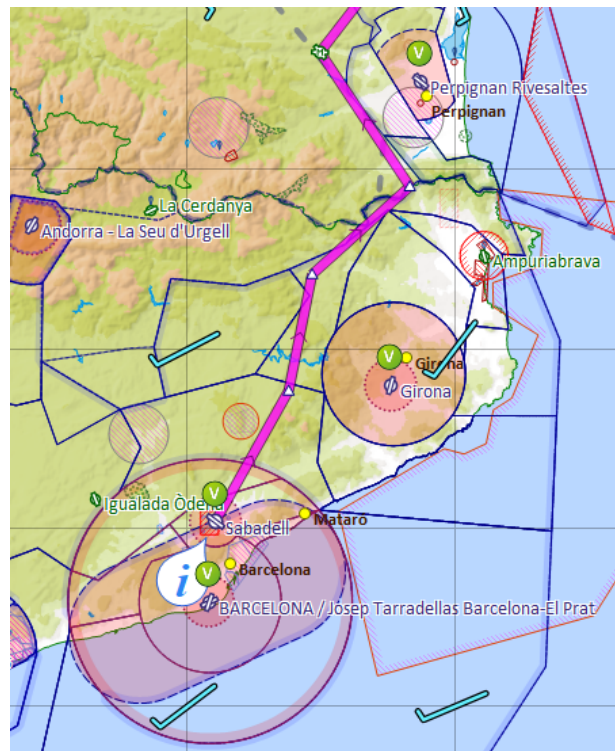 V
Perpignan Rivesaltes
Perpignan
La Cerdanya
Andorra - La Seu d'Urgell
Ampuriabrava
V
Girona
Girona
V
Igualada Òdena
Sabadell
Mataró
i
V
Barcelona
BARCELONA / Josep Tarradellas Barcelona-El Prat